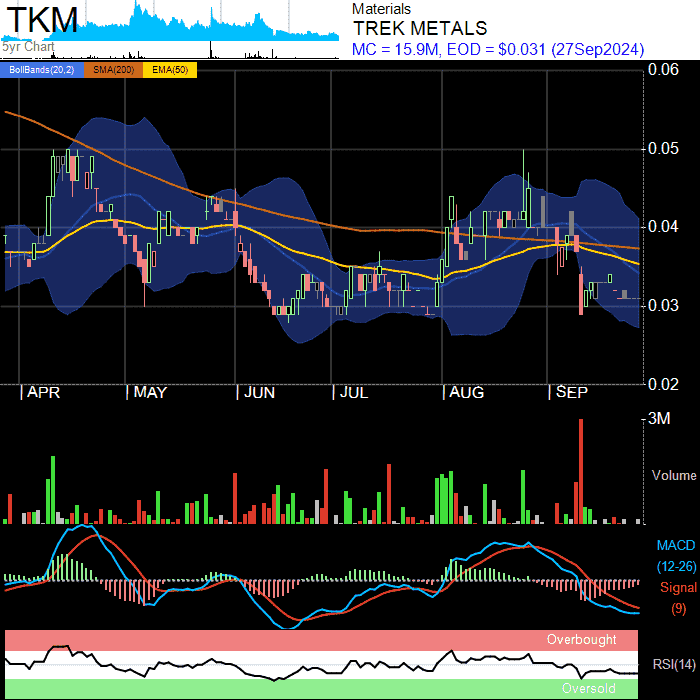 TKM
5yr Chart
Materials
TREK METALS
MC = 15.9M, EOD = $0.031 (27Sep2024)
BollBands(20,2) SMA(200) EMA(50)
0.06
0.05
0.04
0.03
0.02
| APR | MAY | JUN | JUL | AUG | SEP
3M
Volume
MACD
(12-26)
Signal
(9)
Overbought
RSI(14)
Oversold